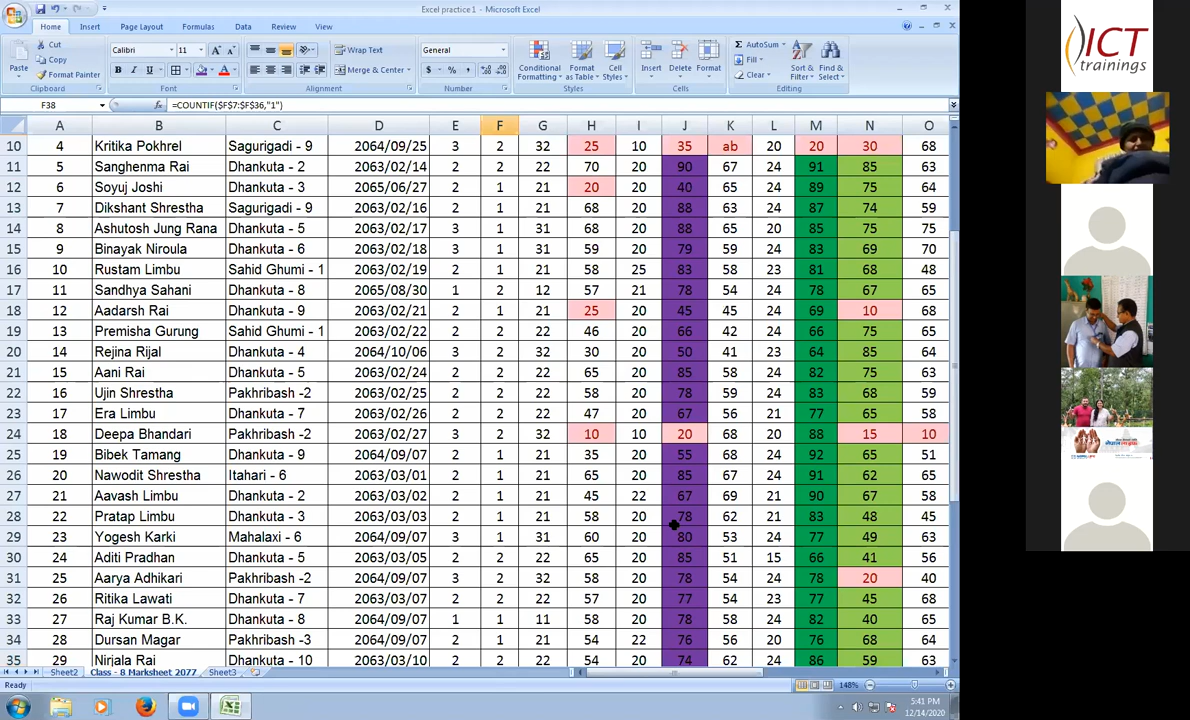 Excel practice 1 - Microsoft Excel
Home Insert Page Layout Formulas Data Review View
Cut Calibri 11 Wrap Text General AutoSum
Copy Fill
Paste Format Painter Merge & Center Conditional Formatting Format as Table Cell Styles Insert Delete Format Clear Sort & Filter Find & Select
Clipboard Font Alignment Number Styles Cells Editing
F38 fx =COUNTIF($F$7:$F$36,"1")
A B C D E F G H I J K L M N O
10 4 Kritika Pokhrel Sagurigadi - 9 2064/09/25 3 2 32 25 10 35 ab 20 20 30 68
11 5 Sanghenma Rai Dhankuta - 2 2063/02/14 2 2 22 70 20 90 67 24 91 85 63
12 6 Soyuj Joshi Dhankuta - 3 2065/06/27 2 1 21 20 20 40 65 24 89 75 64
13 7 Dikshant Shrestha Sagurigadi - 9 2063/02/16 2 1 21 68 20 88 63 24 87 74 59
14 8 Ashutosh Jung Rana Dhankuta - 5 2063/02/17 3 1 31 68 20 88 65 20 85 75 75
15 9 Binayak Niroula Dhankuta - 6 2063/02/18 3 1 31 59 20 79 59 24 83 69 70
16 10 Rustam Limbu Sahid Ghumi - 1 2063/02/19 2 1 21 58 25 83 58 23 81 68 48
17 11 Sandhya Sahani Dhankuta - 8 2065/08/30 1 2 12 57 21 78 54 24 78 67 65
18 12 Aadarsh Rai Dhankuta - 9 2063/02/21 2 1 21 25 20 45 45 24 69 10 68
19 13 Premisha Gurung Sahid Ghumi - 1 2063/02/22 2 2 22 46 20 66 42 24 66 75 65
20 14 Rejina Rijal Dhankuta - 4 2064/10/06 3 2 32 30 20 50 41 23 64 85 64
21 15 Aani Rai Dhankuta - 5 2063/02/24 2 2 22 65 20 85 58 24 82 75 63
22 16 Ujin Shrestha Pakhribash -2 2063/02/25 2 2 22 58 20 78 59 24 83 68 59
23 17 Era Limbu Dhankuta - 7 2063/02/26 2 2 22 47 20 67 56 21 77 65 58
24 18 Deepa Bhandari Pakhribash -2 2063/02/27 3 2 32 10 10 20 68 20 88 15 10
25 19 Bibek Tamang Dhankuta - 9 2064/09/01 2 1 21 35 20 55 68 24 92 65 51
26 20 Nawodit Shrestha Itahari - 6 2063/03/01 2 1 21 65 20 85 67 24 91 62 65
27 21 Aavash Limbu Dhankuta - 2 2063/03/02 2 1 21 45 22 67 69 21 90 67 58
28 22 Pratap Limbu Dhankuta - 3 2063/03/03 2 1 21 58 20 78 62 21 83 48 45
29 23 Yogesh Karki Mahalaxi - 6 2064/09/07 3 1 31 60 20 80 53 24 77 49 63
30 24 Aditi Pradhan Dhankuta - 5 2063/03/05 2 2 22 65 20 85 51 15 66 41 56
31 25 Aarya Adhikari Pakhribash -2 2064/09/07 3 2 32 58 20 78 54 24 78 20 40
32 26 Ritika Lawati Dhankuta - 7 2063/03/07 2 2 22 57 20 77 54 23 77 45 68
33 27 Raj Kumar B.K. Dhankuta - 8 2064/09/07 1 1 11 58 20 78 58 24 82 40 65
34 28 Dursan Magar Pakhribash -3 2064/09/07 2 1 21 54 22 76 56 20 76 68 64
35 29 Nirjala Rai Dhankuta - 10 2063/03/10 2 2 22 54 20 74 62 24 86 59 63
Sheet2 Class - 8 Marksheet 2077 Sheet3
Ready 148%
5:41 PM
12/14/2020
ICT
trainings